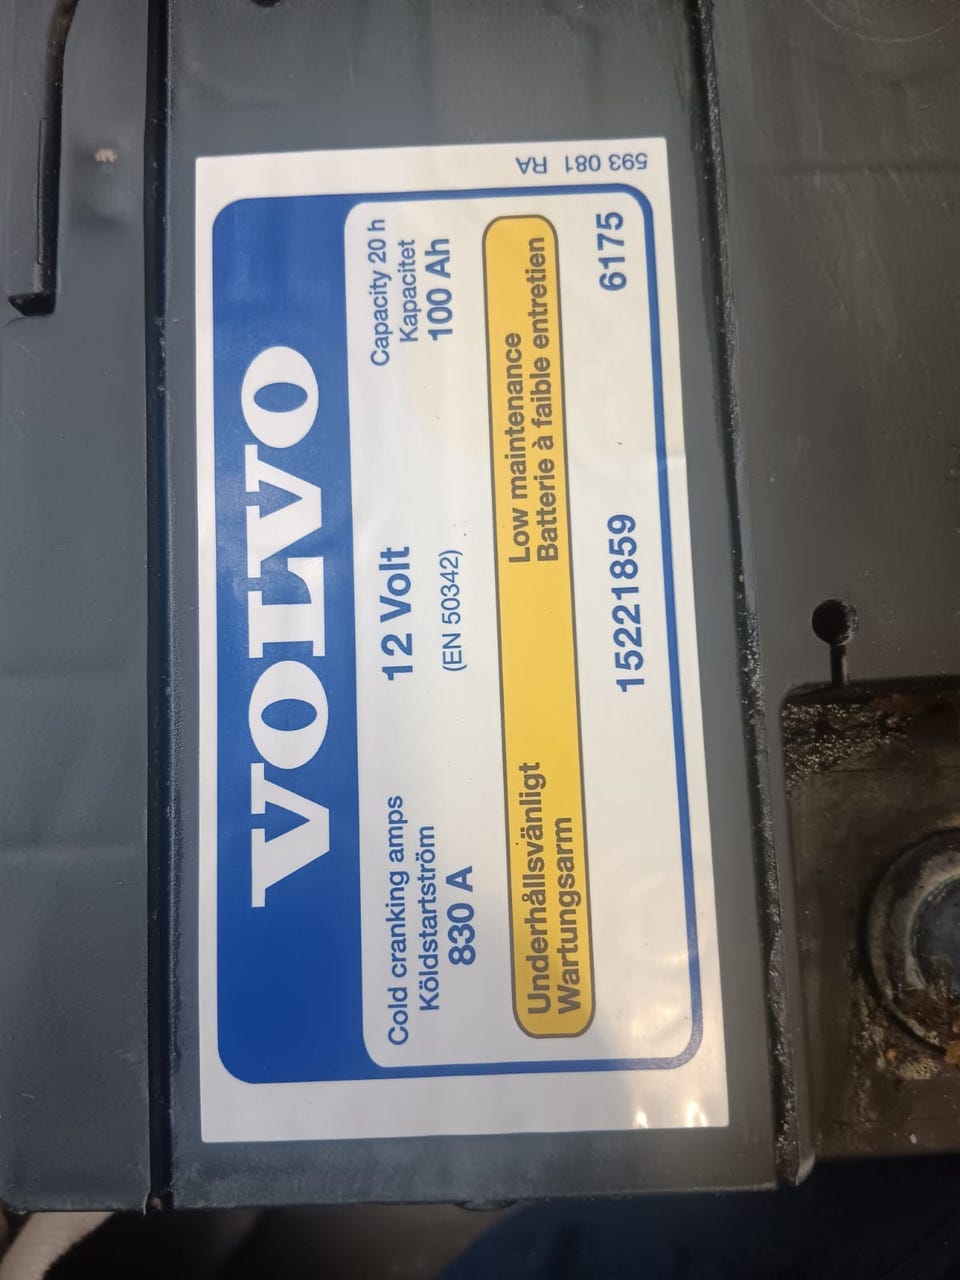 VOLVO
Cold cranking amps
Köldstartström
830 A
12 Volt
(EN 50342)
Capacity 20 h
Kapacitet
100 Ah
Underhållsvänligt
Wartungsarm
Low maintenance
Batterie à faible entretien
15221859
6175
593 081 RA